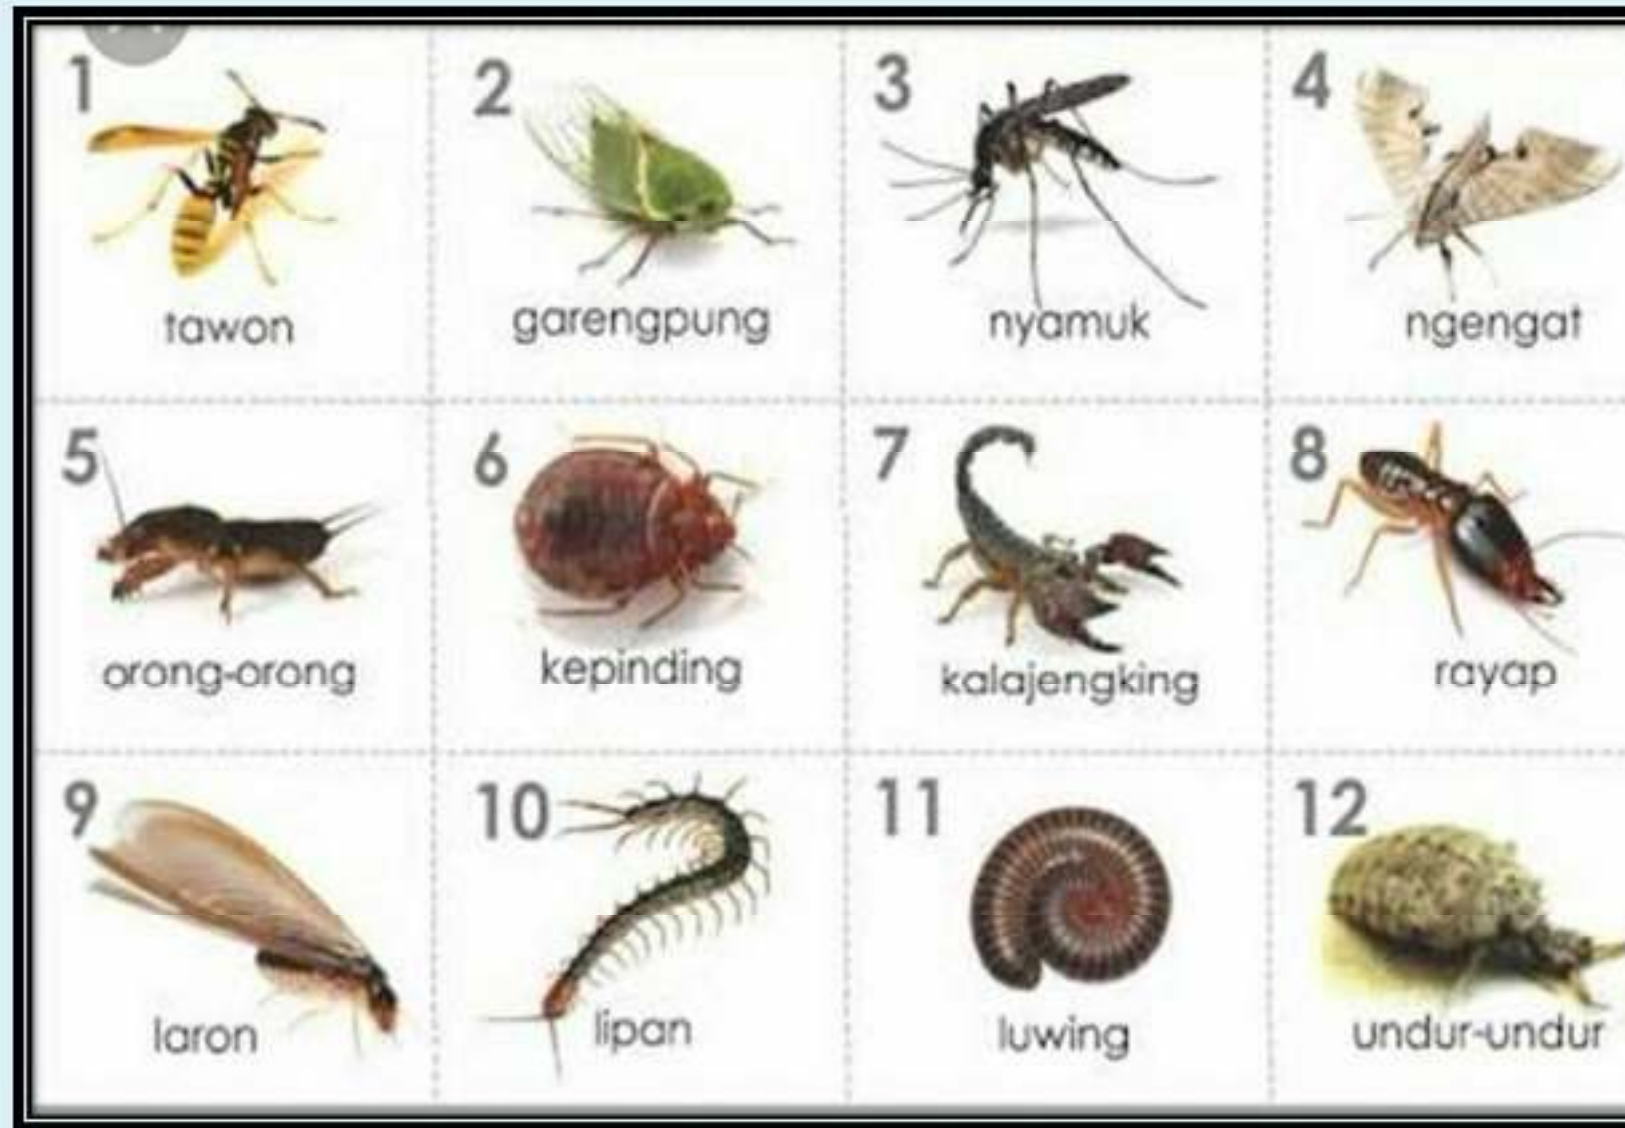 1
2
3
4
tawon
garengpung
nyamuk
ngengat
5
6
7
8
orong-orong
kepinding
kalajengking
rayap
9
10
11
12
laron
lipan
luwing
undur-undur